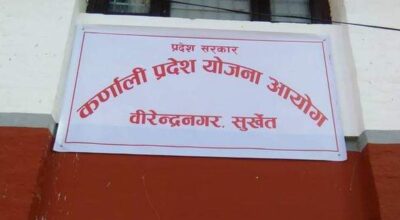 प्रदेश सरकार
कर्णाली प्रदेश योजना आयोग
वीरेन्द्रनगर, सुर्खेत